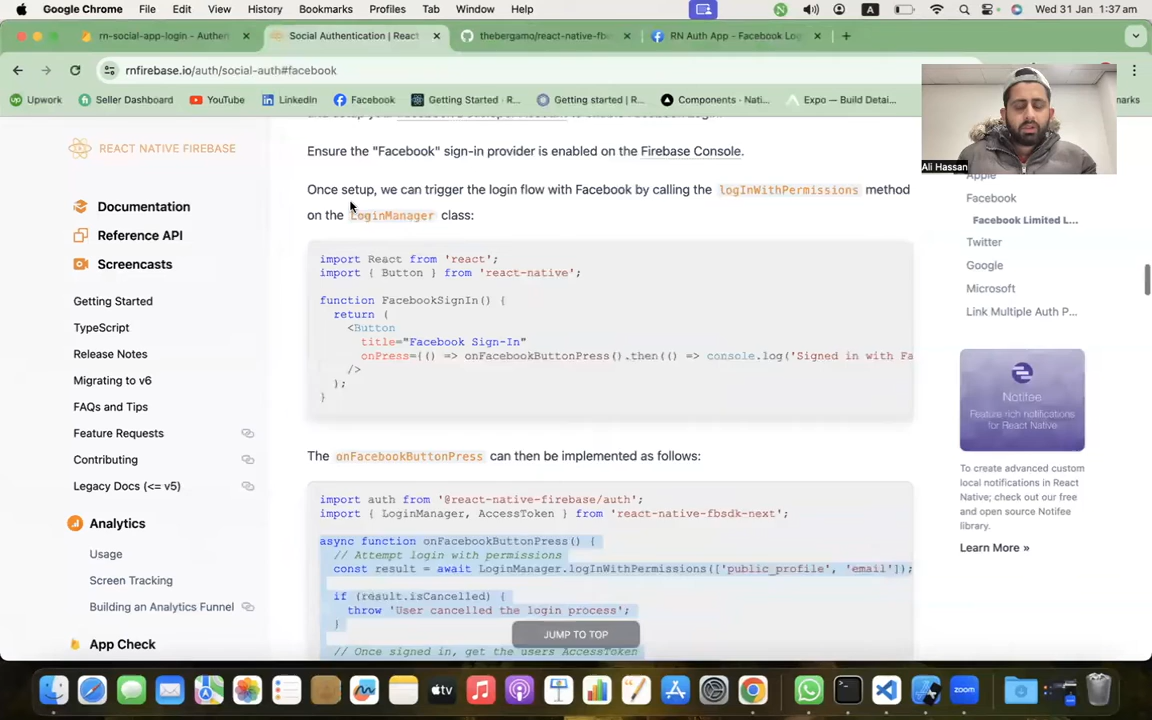 Google Chrome File Edit View History Bookmarks Profiles Tab Window Help A Wed 31 Jan 1:37 am
rn-social-app-login - Authen
Social Authentication | React
thebergamo/react-native-fbs
RN Auth App - Facebook Log
rnfirebase.io/auth/social-auth#facebook
Upwork
Seller Dashboard
YouTube
LinkedIn
Facebook
Getting Started · R...
Getting started | R...
Components · Nati...
Expo — Build Detai...
Ali Hassan
REACT NATIVE FIREBASE
Documentation
Reference API
Screencasts
Getting Started
TypeScript
Release Notes
Migrating to v6
FAQs and Tips
Feature Requests
Contributing
Legacy Docs (<= v5)
Analytics
Usage
Screen Tracking
Building an Analytics Funnel
App Check
Ensure the "Facebook" sign-in provider is enabled on the Firebase Console.
Once setup, we can trigger the login flow with Facebook by calling the logInWithPermissions method
on the LoginManager class:
import React from 'react';
import { Button } from 'react-native';
function FacebookSignIn() {
return (
<Button
title="Facebook Sign-In"
onPress={() => onFacebookButtonPress().then(() => console.log('Signed in with Fa
/>
);
}
The onFacebookButtonPress can then be implemented as follows:
import auth from '@react-native-firebase/auth';
import { LoginManager, AccessToken } from 'react-native-fbsdk-next';
async function onFacebookButtonPress() {
// Attempt login with permissions
const result = await LoginManager.logInWithPermissions(['public_profile', 'email']);
if (result.isCancelled) {
throw 'User cancelled the login process';
}
// Once signed in, get the users AccessToken
JUMP TO TOP
Apple
Facebook
Facebook Limited L...
Twitter
Google
Microsoft
Link Multiple Auth P...
Notifee
Feature rich notifications
for React Native
To create advanced custom
local notifications in React
Native; check out our free
and open source Notifee
library.
Learn More »